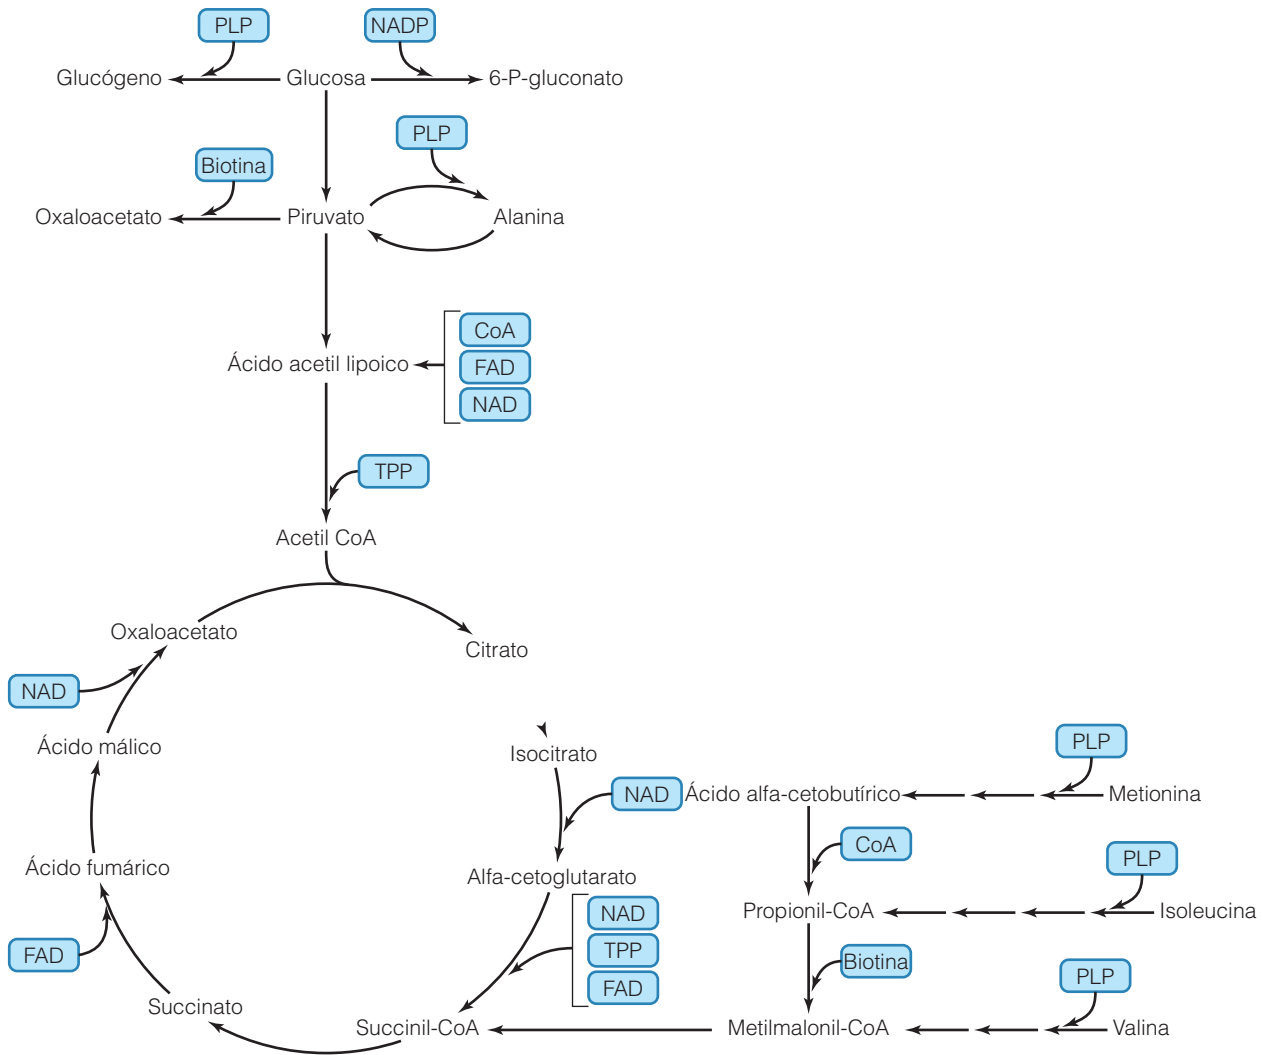 PLP
NADP
Glucógeno
Glucosa
6-P-gluconato
PLP
Biotina
Oxaloacetato
Piruvato
Alanina
CoA
Ácido acetil lipoico
FAD
NAD
TPP
Acetil CoA
Oxaloacetato
Citrato
NAD
Ácido málico
Isocitrato
PLP
NAD
Ácido alfa-cetobutírico
Metionina
CoA
PLP
Ácido fumárico
Alfa-cetoglutarato
NAD
Propionil-CoA
Isoleucina
FAD
TPP
Biotina
PLP
FAD
Succinato
Succinil-CoA
Metilmalonil-CoA
Valina